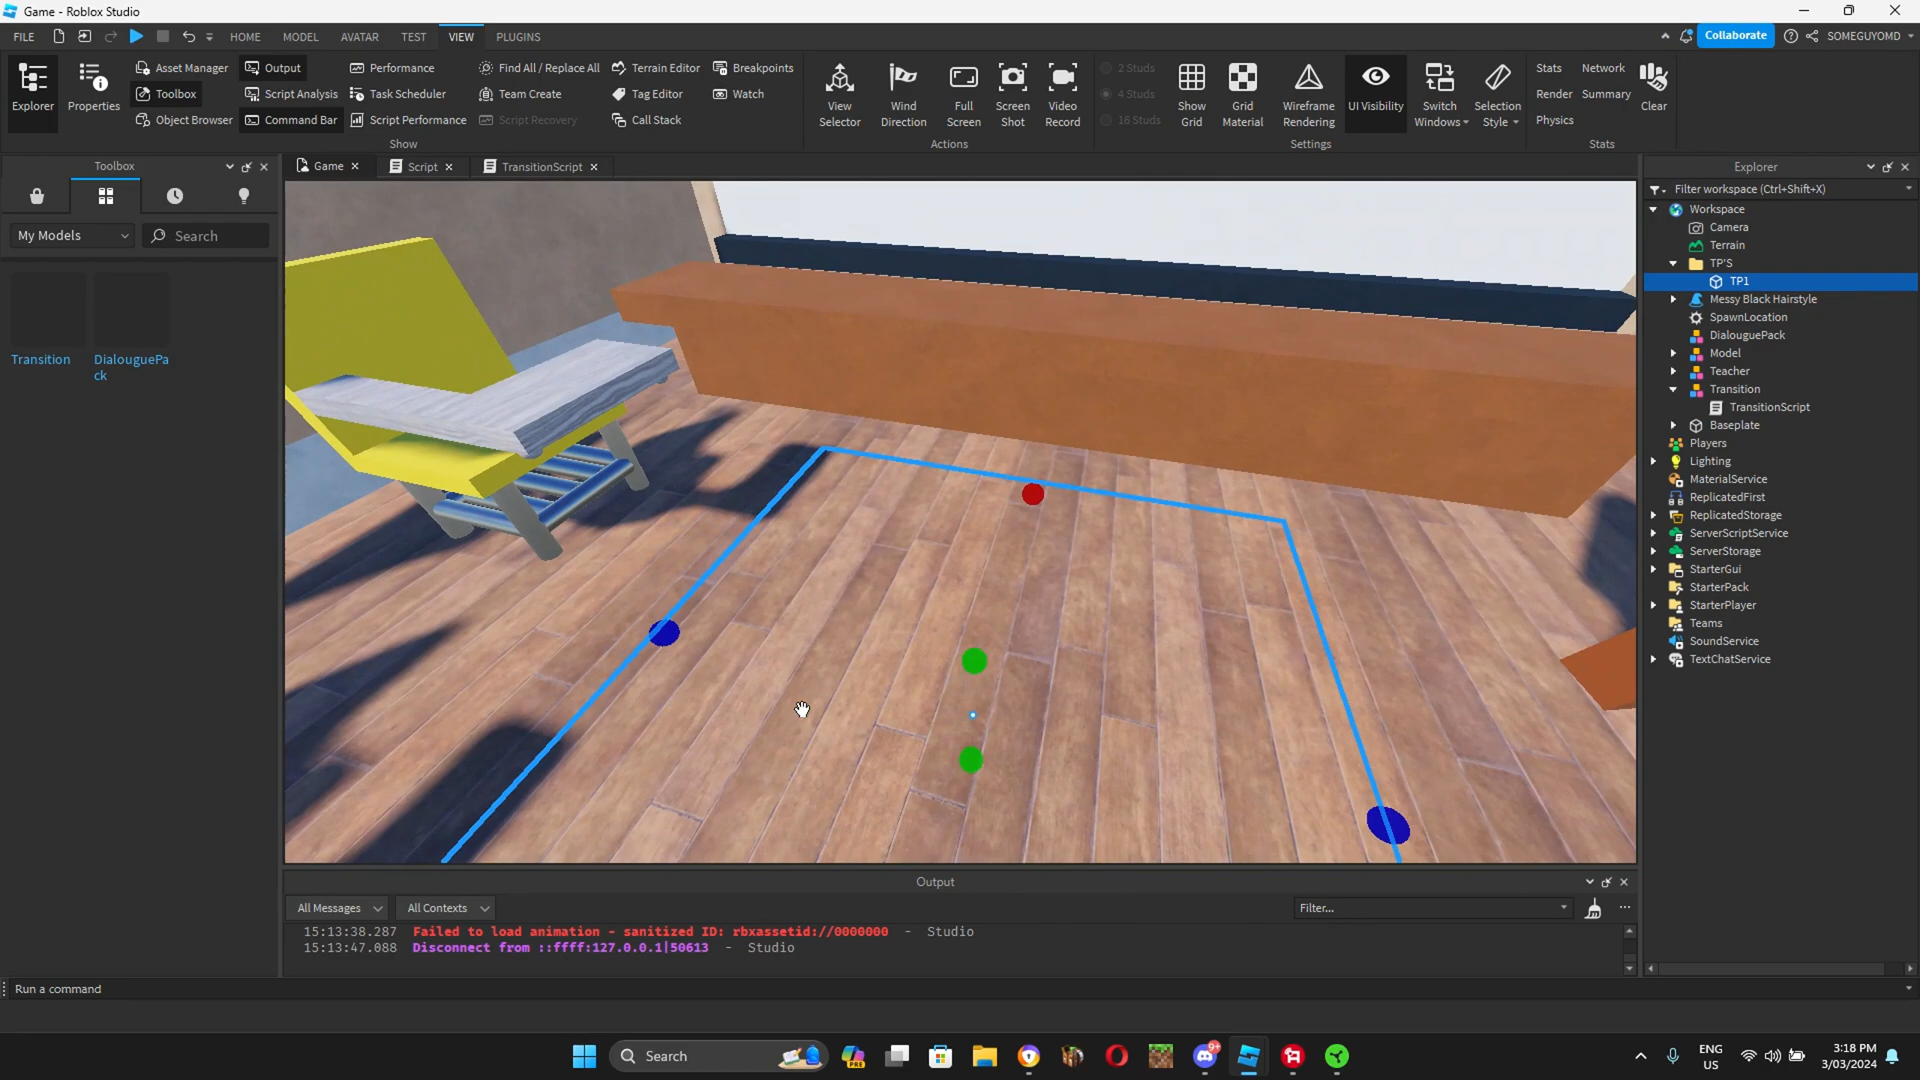 Game - Roblox Studio
FILE HOME MODEL AVATAR TEST VIEW PLUGINS
Collaborate SOMEGUYOMD
Explorer
Properties
Asset Manager
Toolbox
Object Browser
Output
Script Analysis
Command Bar
Performance
Task Scheduler
Script Performance
Find All / Replace All
Team Create
Script Recovery
Terrain Editor
Tag Editor
Call Stack
Breakpoints
Watch
Show
View Selector
Wind Direction
Full Screen
Screen Shot
Video Record
Actions
2 Studs
4 Studs
16 Studs
Show Grid
Grid Material
Wireframe Rendering
UI Visibility
Switch Windows
Selection Style
Settings
Stats
Render
Physics
Network
Summary
Clear
Stats
Toolbox
My Models
Search
Transition
DialouguePa
ck
Game
Script
TransitionScript
Explorer
Filter workspace (Ctrl+Shift+X)
Workspace
Camera
Terrain
TP'S
TP1
Messy Black Hairstyle
SpawnLocation
DialouguePack
Model
Teacher
Transition
TransitionScript
Baseplate
Players
Lighting
MaterialService
ReplicatedFirst
ReplicatedStorage
ServerScriptService
ServerStorage
StarterGui
StarterPack
StarterPlayer
Teams
SoundService
TextChatService
Output
All Messages
All Contexts
Filter...
15:13:38.287 Failed to load animation - sanitized ID: rbxassetid://0000000 - Studio
15:13:47.088 Disconnect from ::ffff:127.0.0.1|50613 - Studio
Run a command
Search
PRE
9+
ENG
US
3:18 PM
3/03/2024